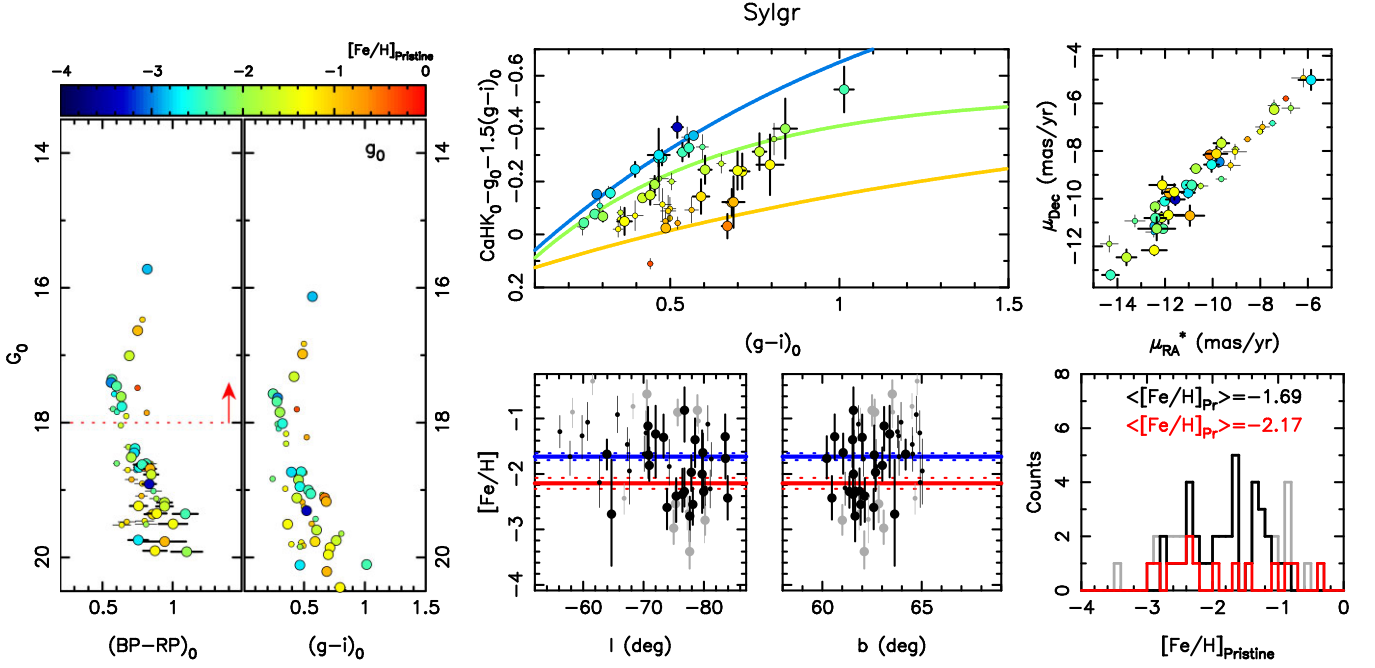 Sylgr
[Fe/H]Pristine
−4 −3 −2 −1 0
g0
14 16 18 20
G0
14 16 18 20
0.5 1
0.5 1 1.5
(BP−RP)0
(g−i)0
CaHK0−g0−1.5(g−i)0
−0.6 −0.4 −0.2 0 0.2
0.5 1 1.5
(g−i)0
μDec (mas/yr)
−4 −6 −8 −10 −12
−14 −12 −10 −8 −6
μRA* (mas/yr)
[Fe/H]
−1 −2 −3 −4
−60 −70 −80
l (deg)
60 65
b (deg)
<[Fe/H]Pr>=−1.69
<[Fe/H]Pr>=−2.17
Counts
8 6 4 2 0
−4 −3 −2 −1 0
[Fe/H]Pristine